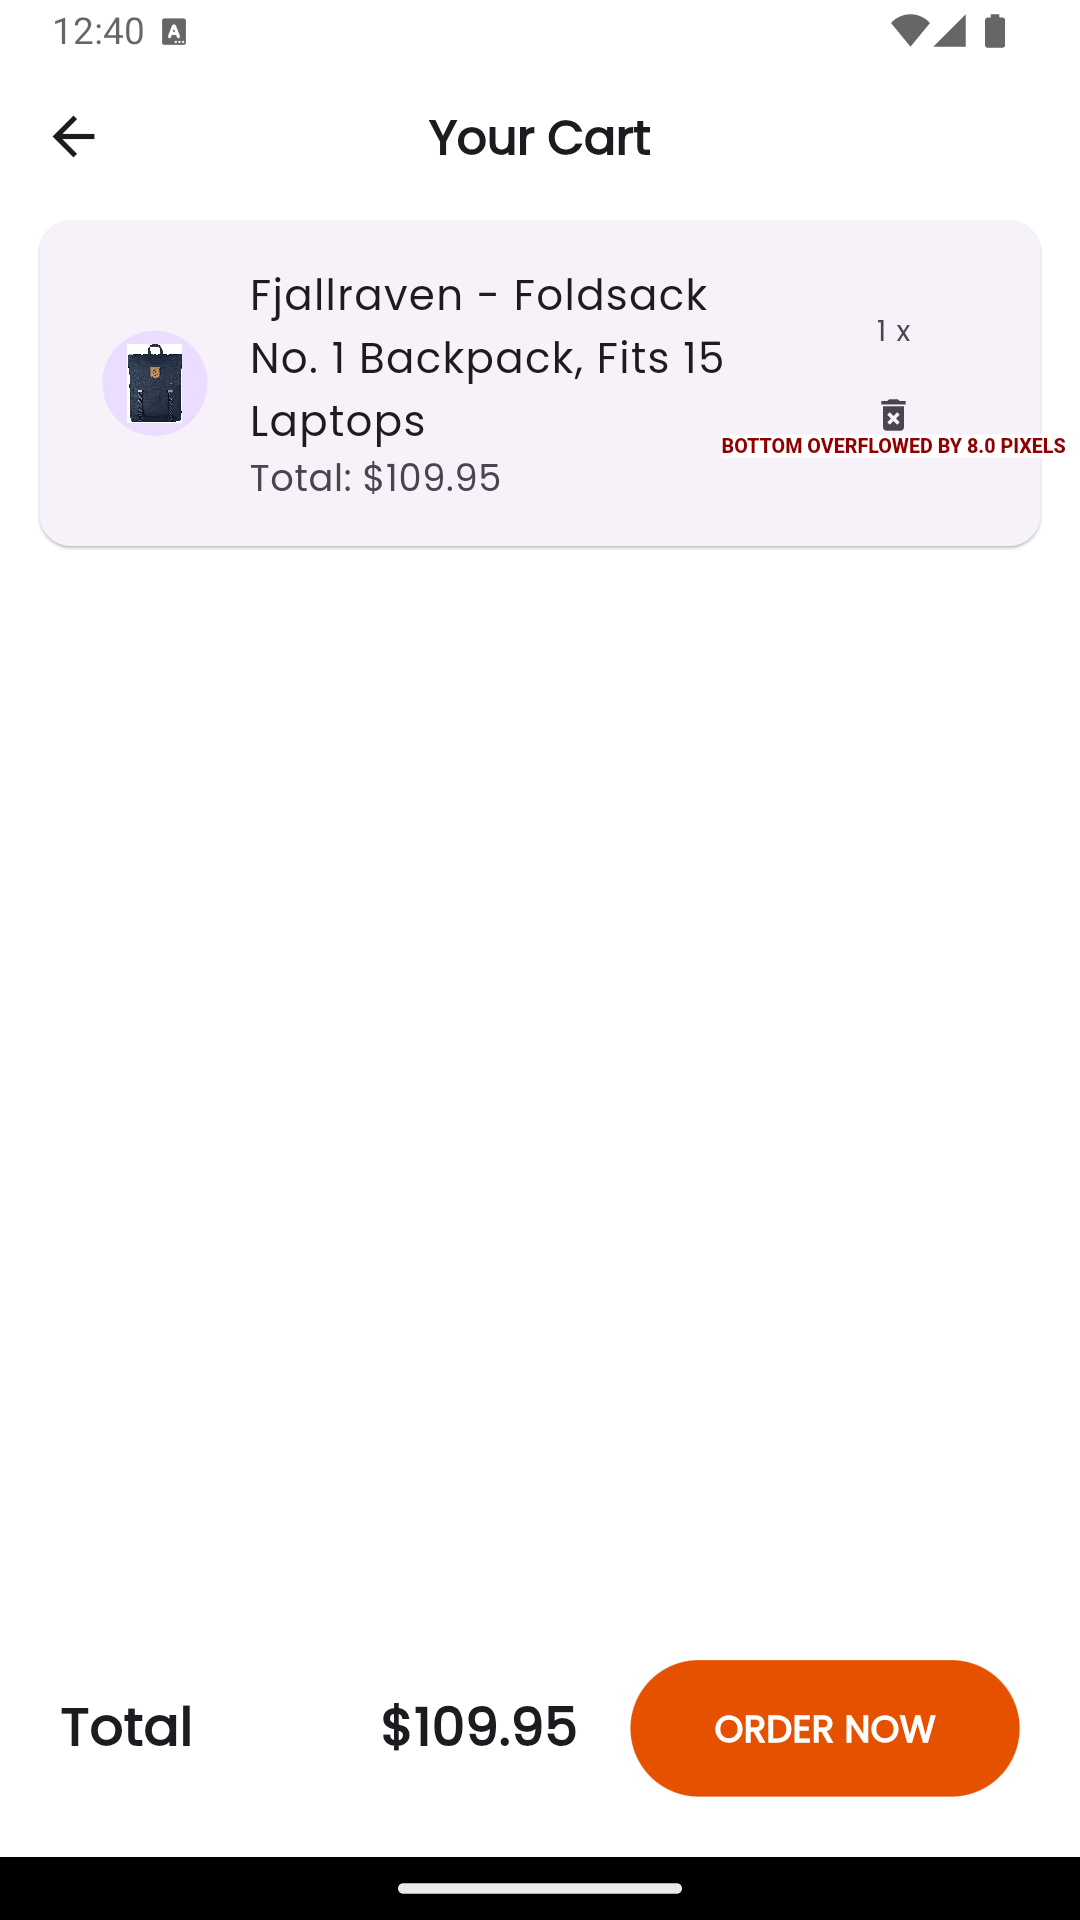 12:40
Your Cart
Fjallraven - Foldsack
No. 1 Backpack, Fits 15
Laptops
Total: $109.95
1 x
BOTTOM OVERFLOWED BY 8.0 PIXELS
Total
$109.95
ORDER NOW